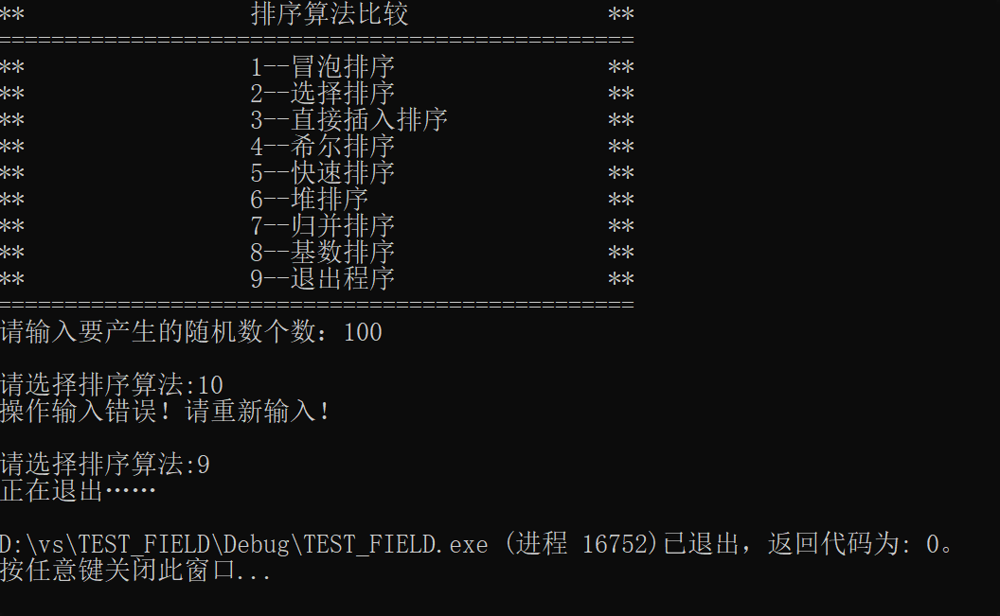 **                 排序算法比较               **
================================================
**                 1--冒泡排序                **
**                 2--选择排序                **
**                 3--直接插入排序            **
**                 4--希尔排序                **
**                 5--快速排序                **
**                 6--堆排序                  **
**                 7--归并排序                **
**                 8--基数排序                **
**                 9--退出程序                **
================================================
请输入要产生的随机数个数：100
请选择排序算法:10
操作输入错误！请重新输入！
请选择排序算法:9
正在退出……
D:\vs\TEST_FIELD\Debug\TEST_FIELD.exe (进程 16752)已退出，返回代码为: 0。
按任意键关闭此窗口...